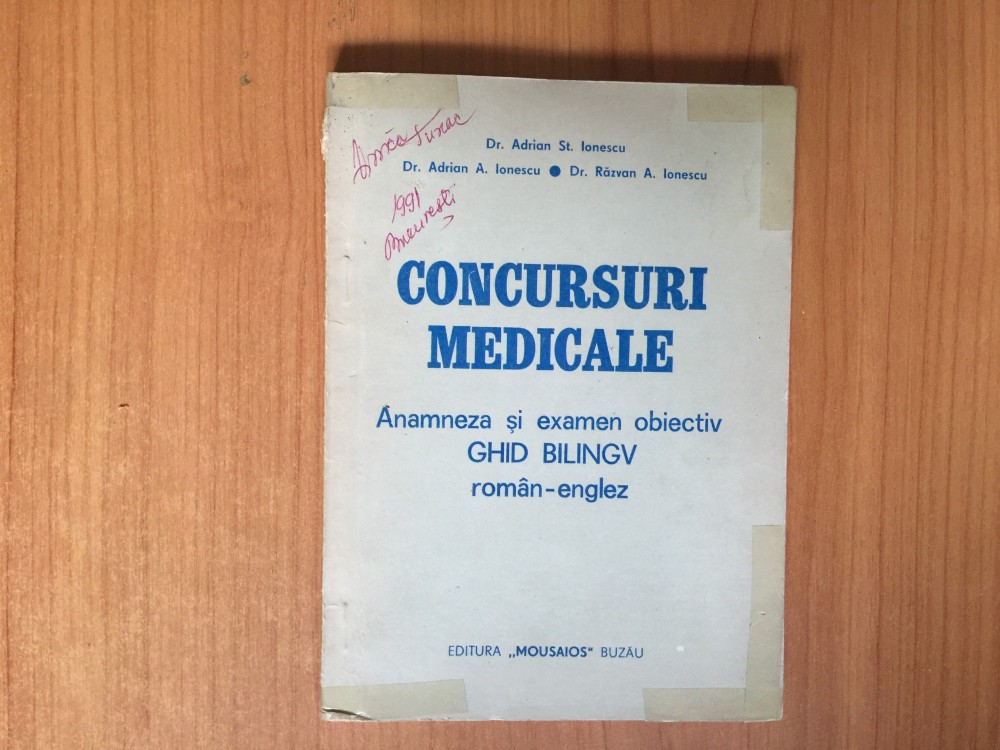 Dr. Adrian St. Ionescu
Dr. Adrian A. Ionescu ● Dr. Răzvan A. Ionescu
1991
CONCURSURI
MEDICALE
Anamneza și examen obiectiv
GHID BILINGV
român-englez
EDITURA „MOUSAIOS“ BUZĂU